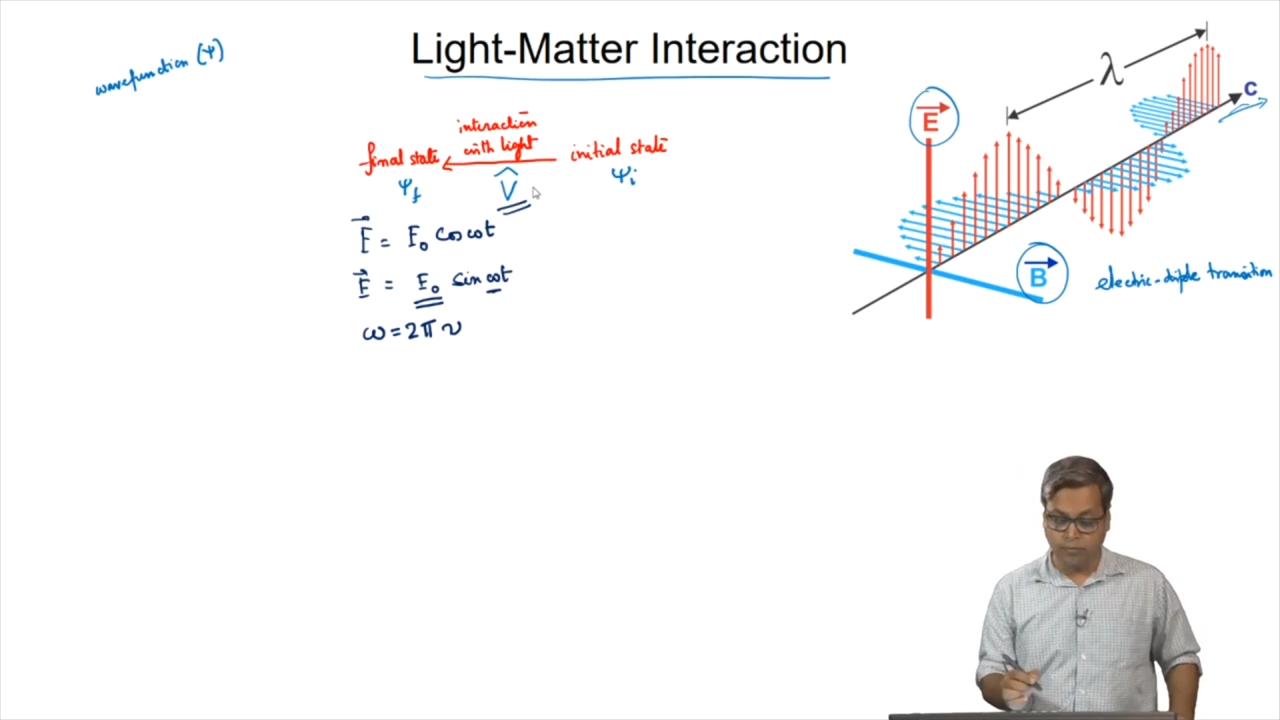 Light-Matter Interaction
wavefunction (Ψ)
interaction
with light
final state
initial state
Ψf
V̂
Ψi
E⃗ = E₀ cos ωt
E⃗ = E₀ sin ωt
ω = 2π ν
λ
c
E⃗
B⃗
electric-dipole transition